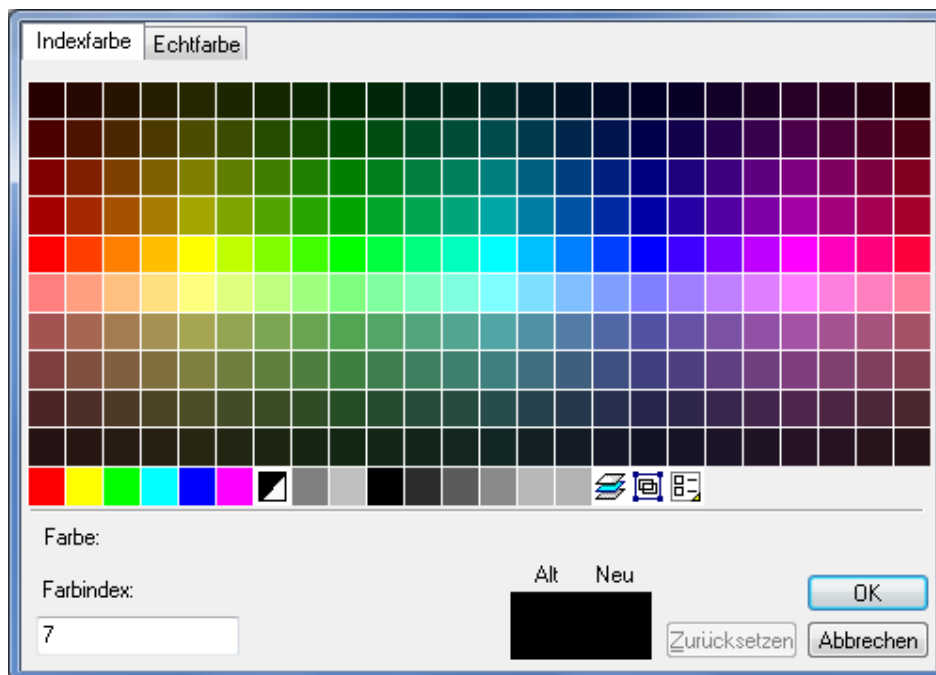 Indexfarbe Echtfarbe
Farbe:
Farbindex:
7
Alt Neu
OK
Zurücksetzen Abbrechen